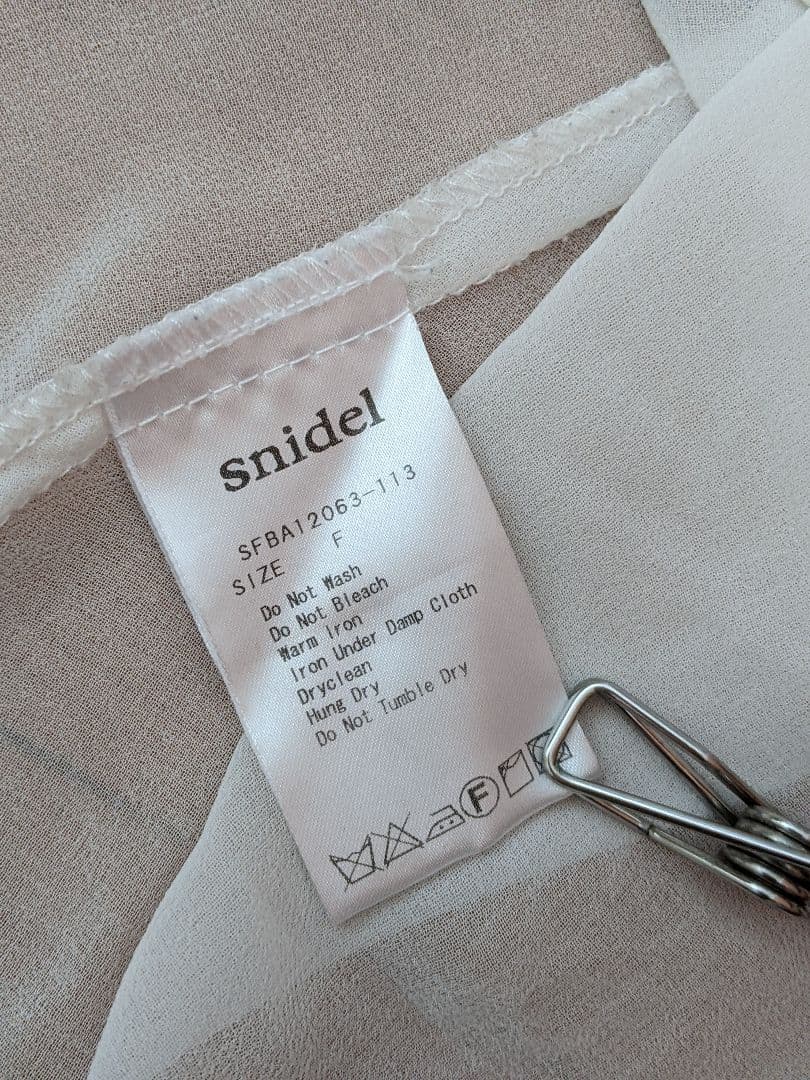 snidel
SFBA12063-113
SIZE F
Do Not Wash
Do Not Bleach
Warm Iron
Iron Under Damp Cloth
Dryclean
Hung Dry
Do Not Tumble Dry
F